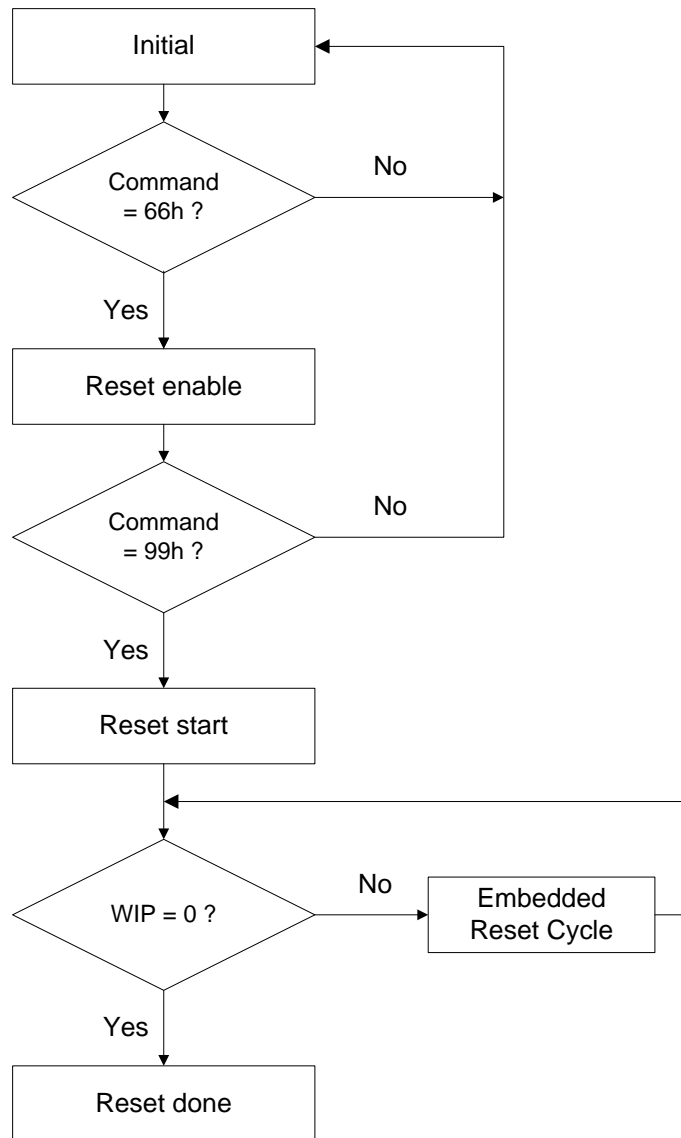 Initial
Command
= 66h ?
No
Yes
Reset enable
Command
= 99h ?
No
Yes
Reset start
WIP = 0 ?
No
Embedded
Reset Cycle
Yes
Reset done